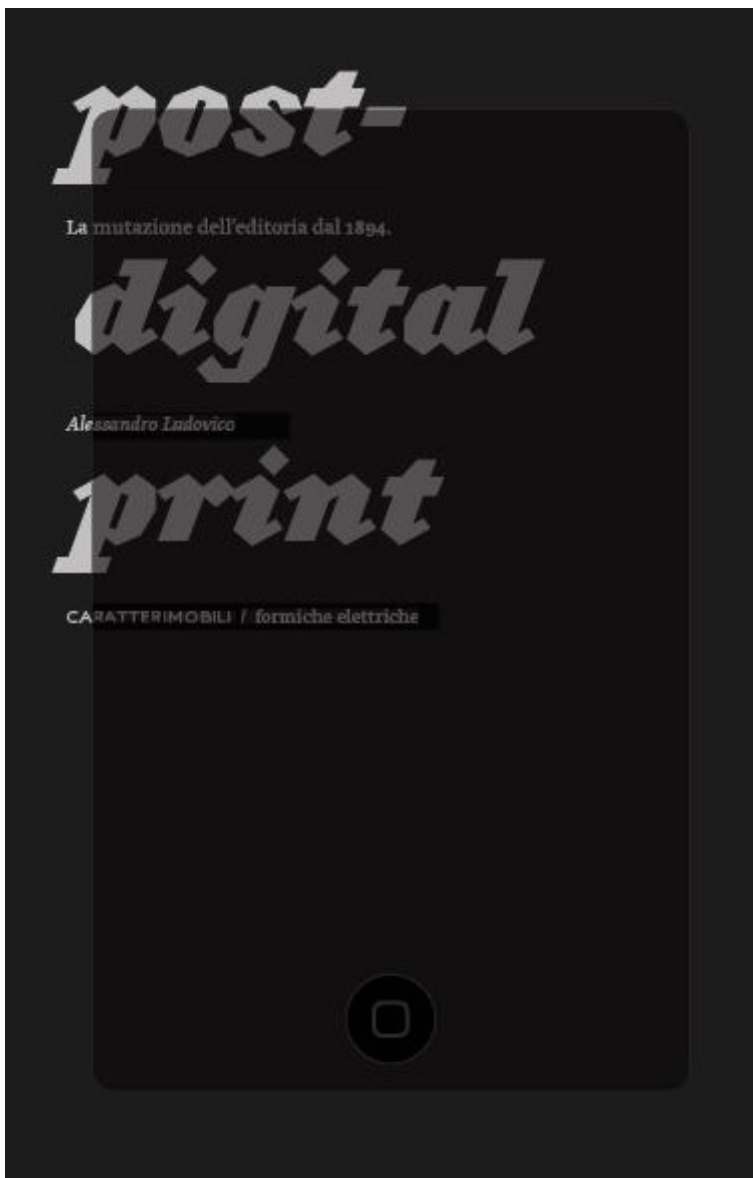 post-
La mutazione dell'editoria dal 1894.
digital
Alessandro Ludovico
print
CARATTERIMOBILI / formiche elettriche